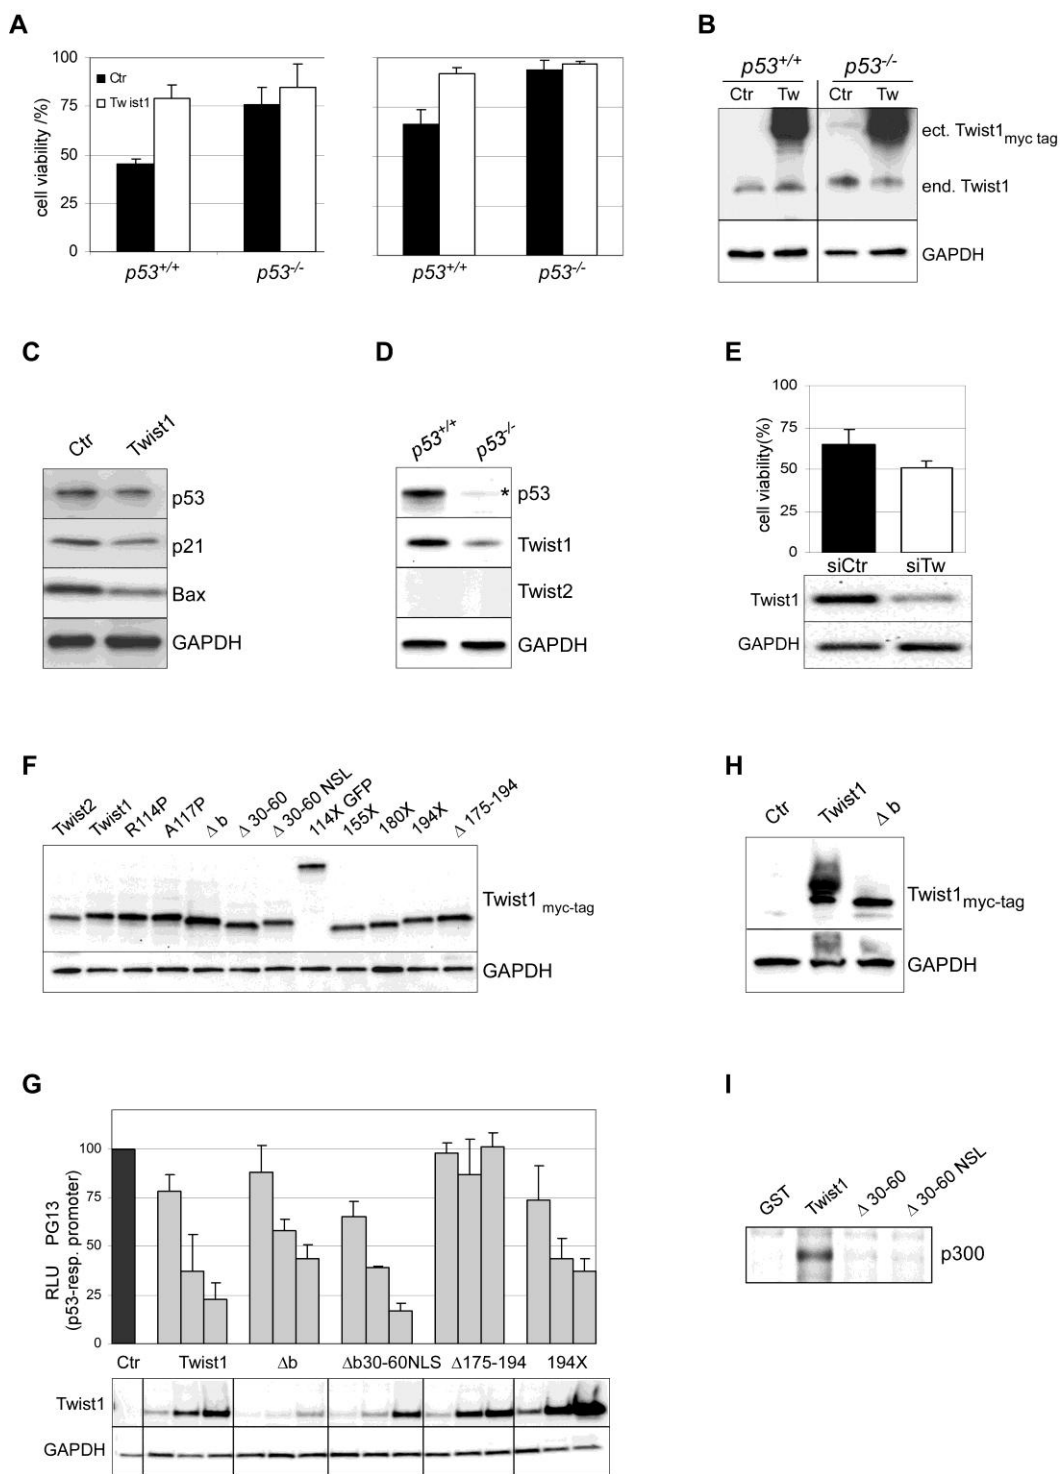 A
100
75
50
25
0
cell viability /%)
Ctr
Tw ist1
p53+/+
p53-/-
p53+/+
p53-/-
B
p53+/+ p53-/-
Ctr Tw Ctr Tw
ect. Twist1myc tag
end. Twist1
GAPDH
C
Ctr Twist1
p53
p21
Bax
GAPDH
D
p53+/+ p53-/-
* p53
Twist1
Twist2
GAPDH
E
100
75
50
25
0
cell viability(%)
siCtr siTw
Twist1
GAPDH
F
Twist2 Twist1 R114P A117P Δ b Δ 30-60 Δ 30-60 NSL 114X GFP 155X 180X 194X Δ 175-194
Twist1 myc-tag
GAPDH
H
Ctr Twist1 Δ b
Twist1myc-tag
GAPDH
G
100
75
50
25
0
RLU PG13
(p53-resp. promoter)
Ctr Twist1 Δb Δb30-60NLS Δ175-194 194X
Twist1
GAPDH
I
GST Twist1 Δ 30-60 Δ 30-60 NSL
p300